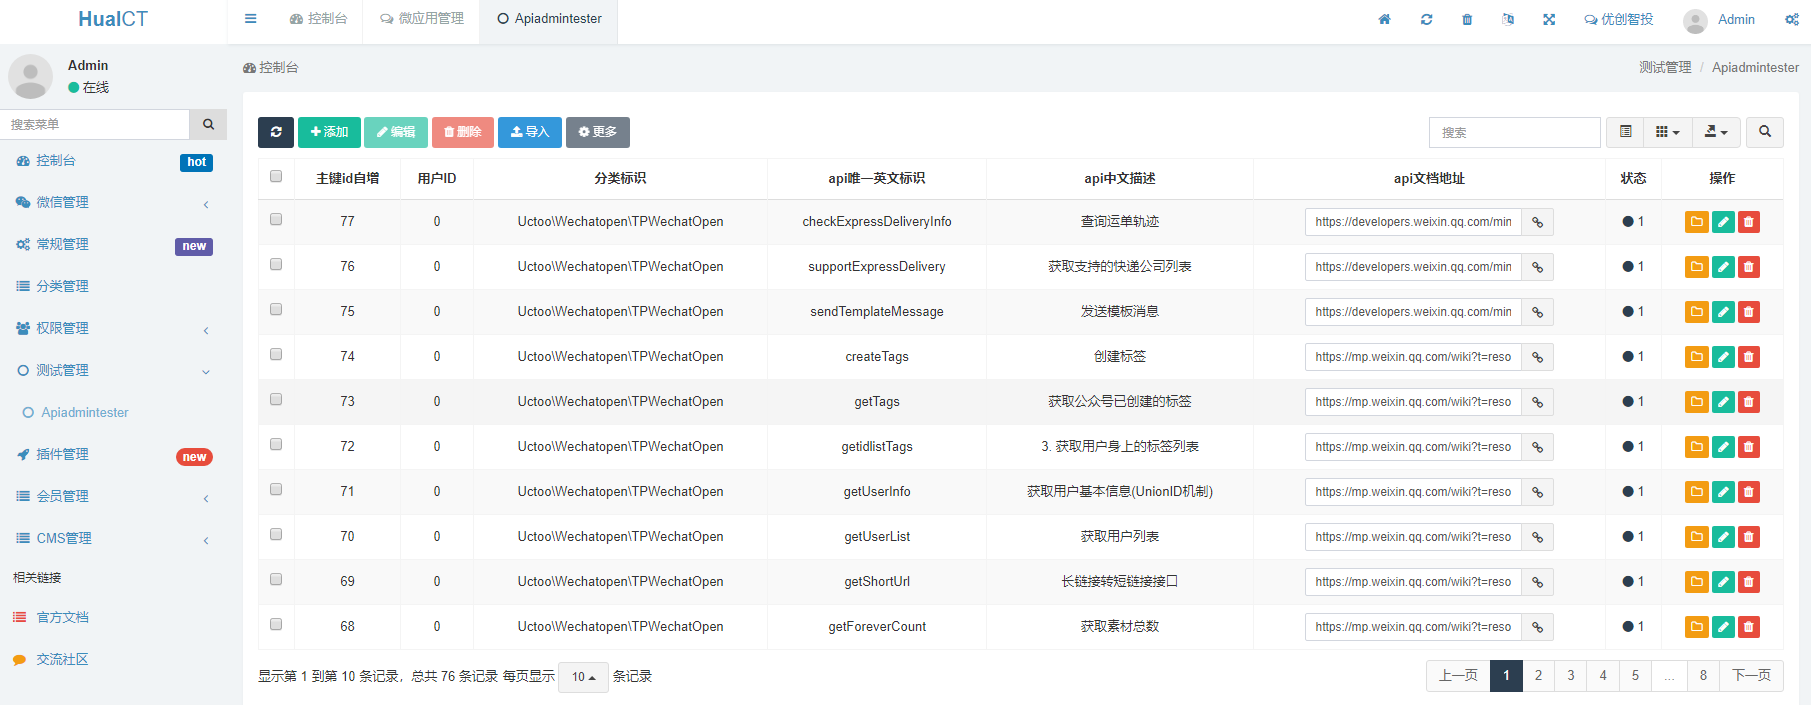 HualCT
控制台
微应用管理
Apiadmintester
优创智投
Admin
Admin
在线
控制台
测试管理 / Apiadmintester
搜索菜单
控制台 hot
微信管理
常规管理 new
分类管理
权限管理
测试管理
Apiadmintester
插件管理 new
会员管理
CMS管理
相关链接
官方文档
交流社区
添加 编辑 删除 导入 更多
搜索
主键id自增 用户ID 分类标识 api唯一英文标识 api中文描述 api文档地址 状态 操作
77 0 Uctoo\Wechatopen\TPWechatOpen checkExpressDeliveryInfo 查询运单轨迹 https://developers.weixin.qq.com/min 1
76 0 Uctoo\Wechatopen\TPWechatOpen supportExpressDelivery 获取支持的快递公司列表 https://developers.weixin.qq.com/min 1
75 0 Uctoo\Wechatopen\TPWechatOpen sendTemplateMessage 发送模板消息 https://developers.weixin.qq.com/min 1
74 0 Uctoo\Wechatopen\TPWechatOpen createTags 创建标签 https://mp.weixin.qq.com/wiki?t=reso 1
73 0 Uctoo\Wechatopen\TPWechatOpen getTags 获取公众号已创建的标签 https://mp.weixin.qq.com/wiki?t=reso 1
72 0 Uctoo\Wechatopen\TPWechatOpen getidlistTags 3. 获取用户身上的标签列表 https://mp.weixin.qq.com/wiki?t=reso 1
71 0 Uctoo\Wechatopen\TPWechatOpen getUserInfo 获取用户基本信息(UnionID机制) https://mp.weixin.qq.com/wiki?t=reso 1
70 0 Uctoo\Wechatopen\TPWechatOpen getUserList 获取用户列表 https://mp.weixin.qq.com/wiki?t=reso 1
69 0 Uctoo\Wechatopen\TPWechatOpen getShortUrl 长链接转短链接接口 https://mp.weixin.qq.com/wiki?t=reso 1
68 0 Uctoo\Wechatopen\TPWechatOpen getForeverCount 获取素材总数 https://mp.weixin.qq.com/wiki?t=reso 1
显示第 1 到第 10 条记录，总共 76 条记录 每页显示 10 条记录
上一页 1 2 3 4 5 ... 8 下一页